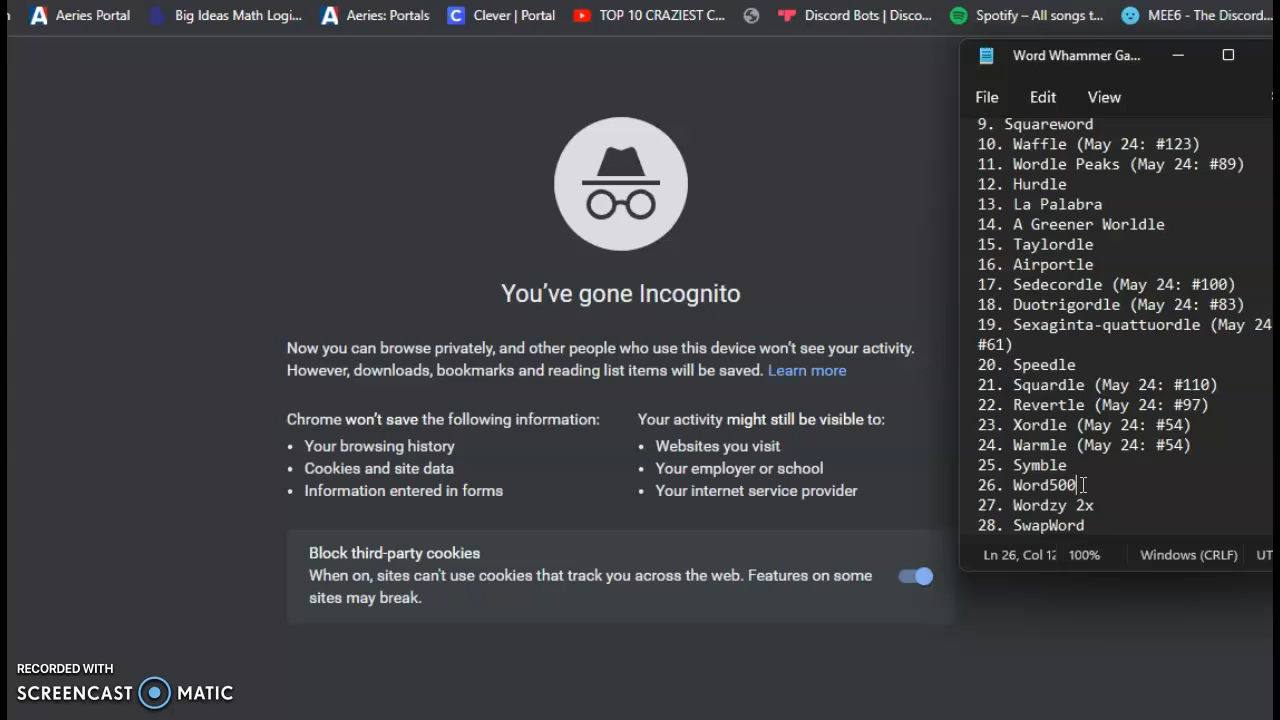 Aeries Portal
Big Ideas Math Logi...
Aeries: Portals
Clever | Portal
TOP 10 CRAZIEST C...
Discord Bots | Disco...
Spotify – All songs t...
MEE6 - The Discord...
You've gone Incognito
Now you can browse privately, and other people who use this device won't see your activity.
However, downloads, bookmarks and reading list items will be saved. Learn more
Chrome won't save the following information:
• Your browsing history
• Cookies and site data
• Information entered in forms
Your activity might still be visible to:
• Websites you visit
• Your employer or school
• Your internet service provider
Block third-party cookies
When on, sites can't use cookies that track you across the web. Features on some
sites may break.
Word Whammer Ga...
File Edit View
9. Squareword
10. Waffle (May 24: #123)
11. Wordle Peaks (May 24: #89)
12. Hurdle
13. La Palabra
14. A Greener Worldle
15. Taylordle
16. Airportle
17. Sedecordle (May 24: #100)
18. Duotrigordle (May 24: #83)
19. Sexaginta-quattuordle (May 24
#61)
20. Speedle
21. Squardle (May 24: #110)
22. Revertle (May 24: #97)
23. Xordle (May 24: #54)
24. Warmle (May 24: #54)
25. Symble
26. Word500
27. Wordzy 2x
28. SwapWord
Ln 26, Col 12 100% Windows (CRLF) UT
RECORDED WITH
SCREENCAST MATIC